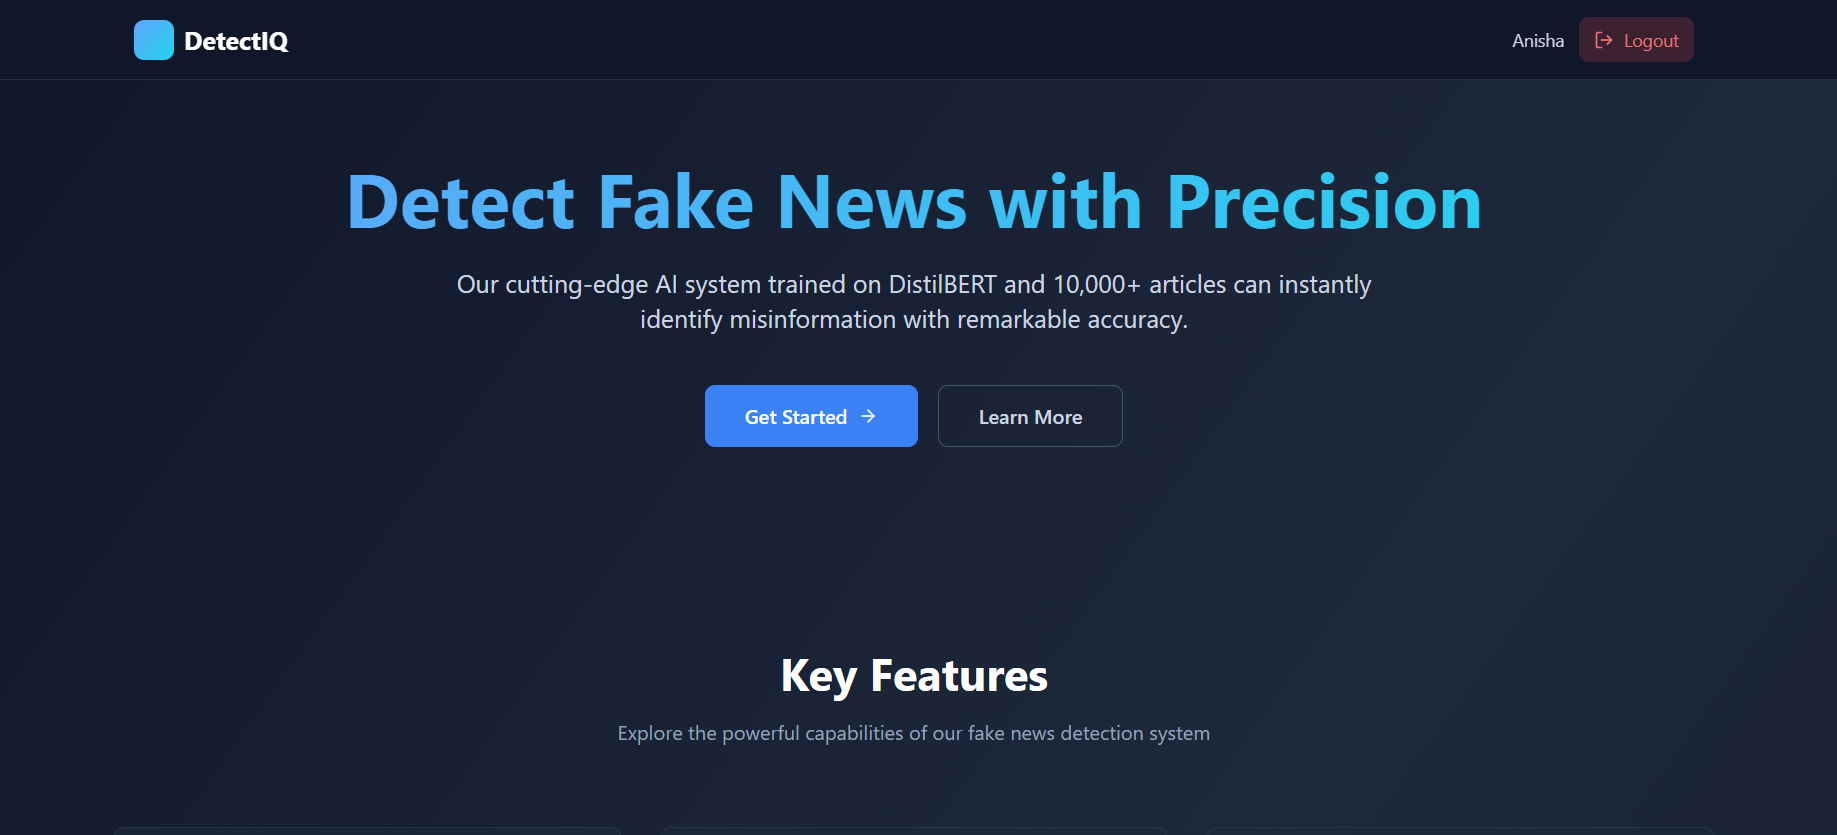 DetectIQ
Anisha
Logout
Detect Fake News with Precision
Our cutting-edge AI system trained on DistilBERT and 10,000+ articles can instantly
identify misinformation with remarkable accuracy.
Get Started
Learn More
Key Features
Explore the powerful capabilities of our fake news detection system